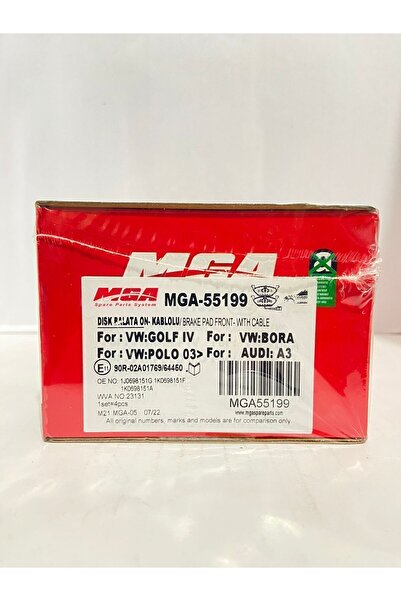 MGA
MGA
Spare Parts System
MGA-55199
DISK BALATA ON- KABLOLU/ BRAKE PAD FRONT- WITH CABLE
For : VW:GOLF IV For : VW:BORA
For : VW:POLO 03> For : AUDI: A3
E11 90R-02A01769/64460
OE NO: 1J0698151G 1K0698151F
1K0698151A
WVA NO:23131
1set=4pcs
M21 MGA-05 07/22
www.mgaspareparts.com
MGA55199
All original numbers, marks and models are for comparison only.